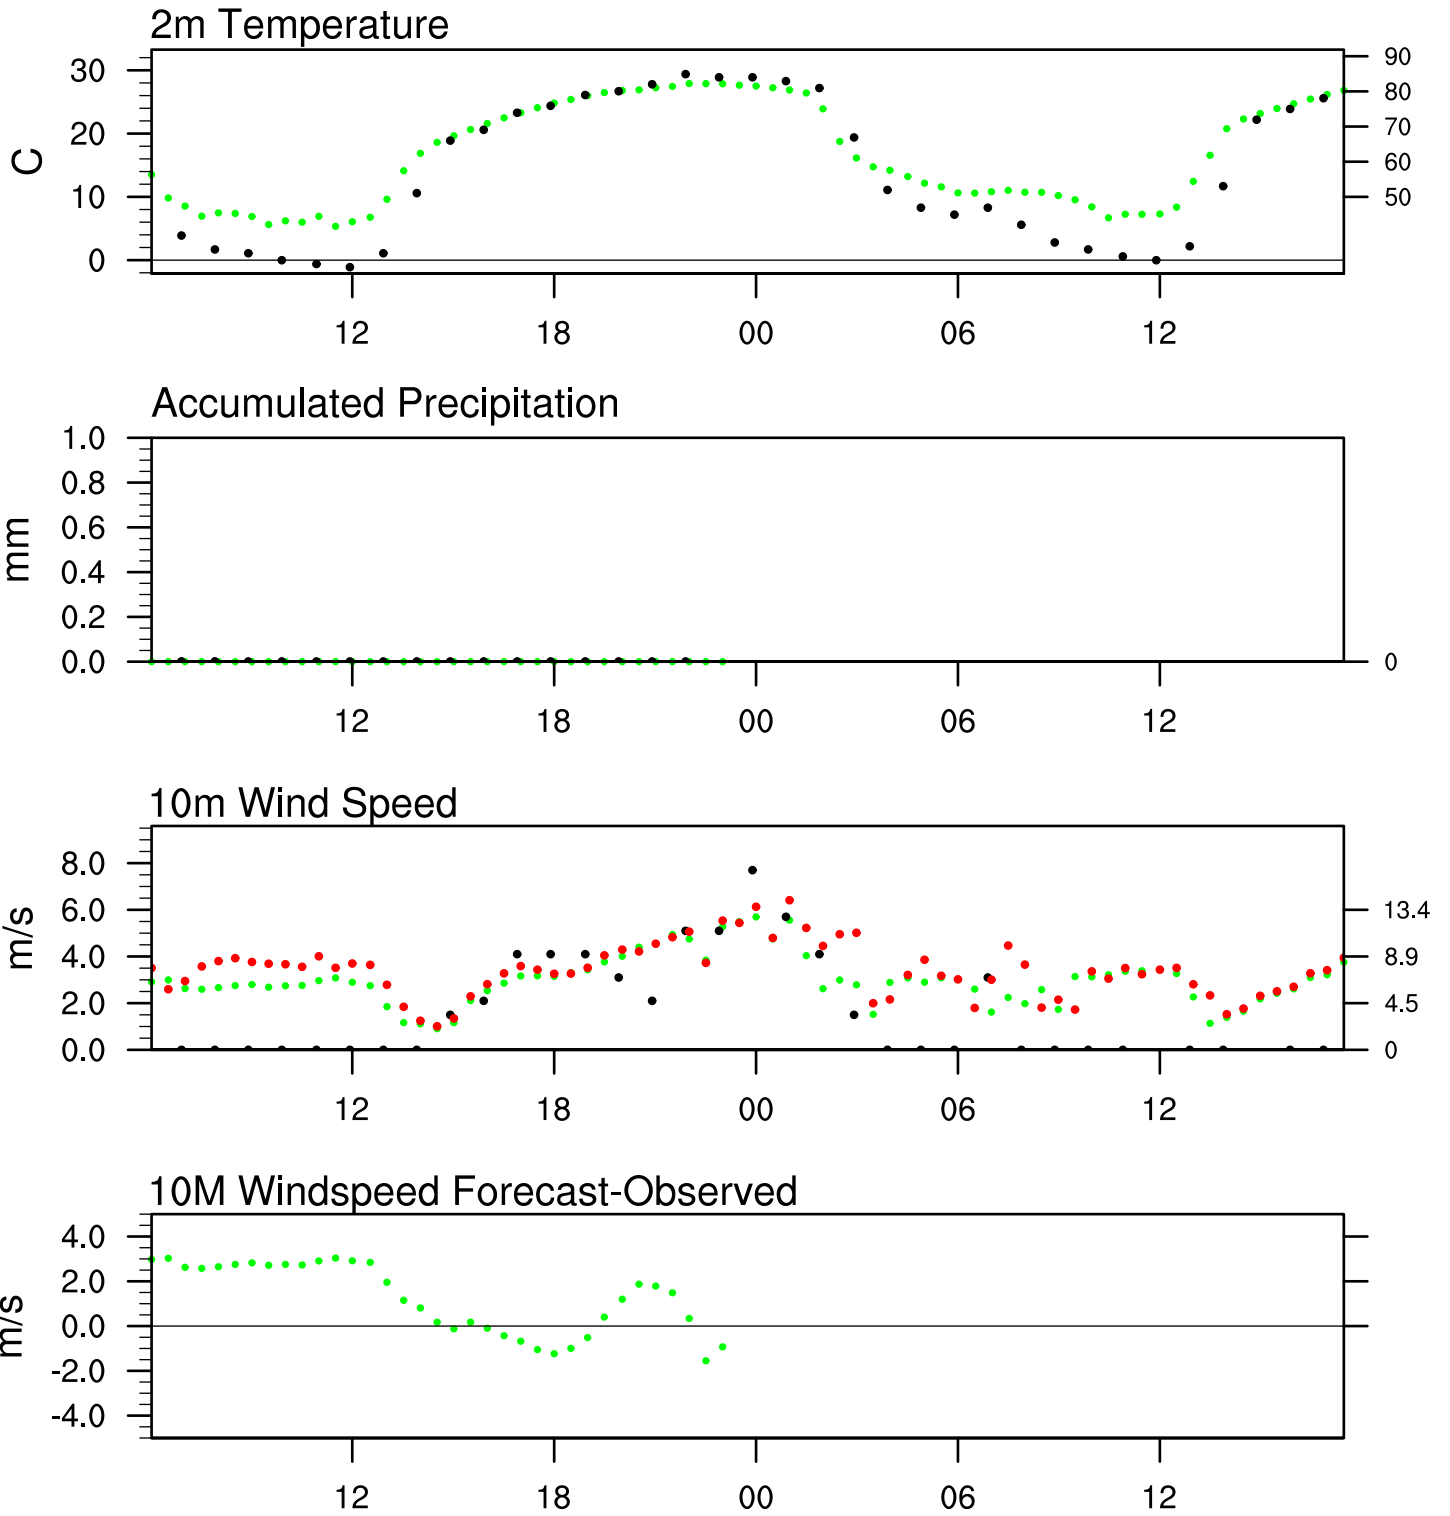 2m Temperature
30 90
80
20 70
C
60
10 50
0
12 18 00 06 12
Accumulated Precipitation
1.0
0.8
0.6
mm
0.4
0.2
0.0 0
12 18 00 06 12
10m Wind Speed
8.0
6.0 13.4
m/s
4.0 8.9
2.0 4.5
0.0 0
12 18 00 06 12
10M Windspeed Forecast-Observed
4.0
2.0
0.0
m/s
-2.0
-4.0
12 18 00 06 12